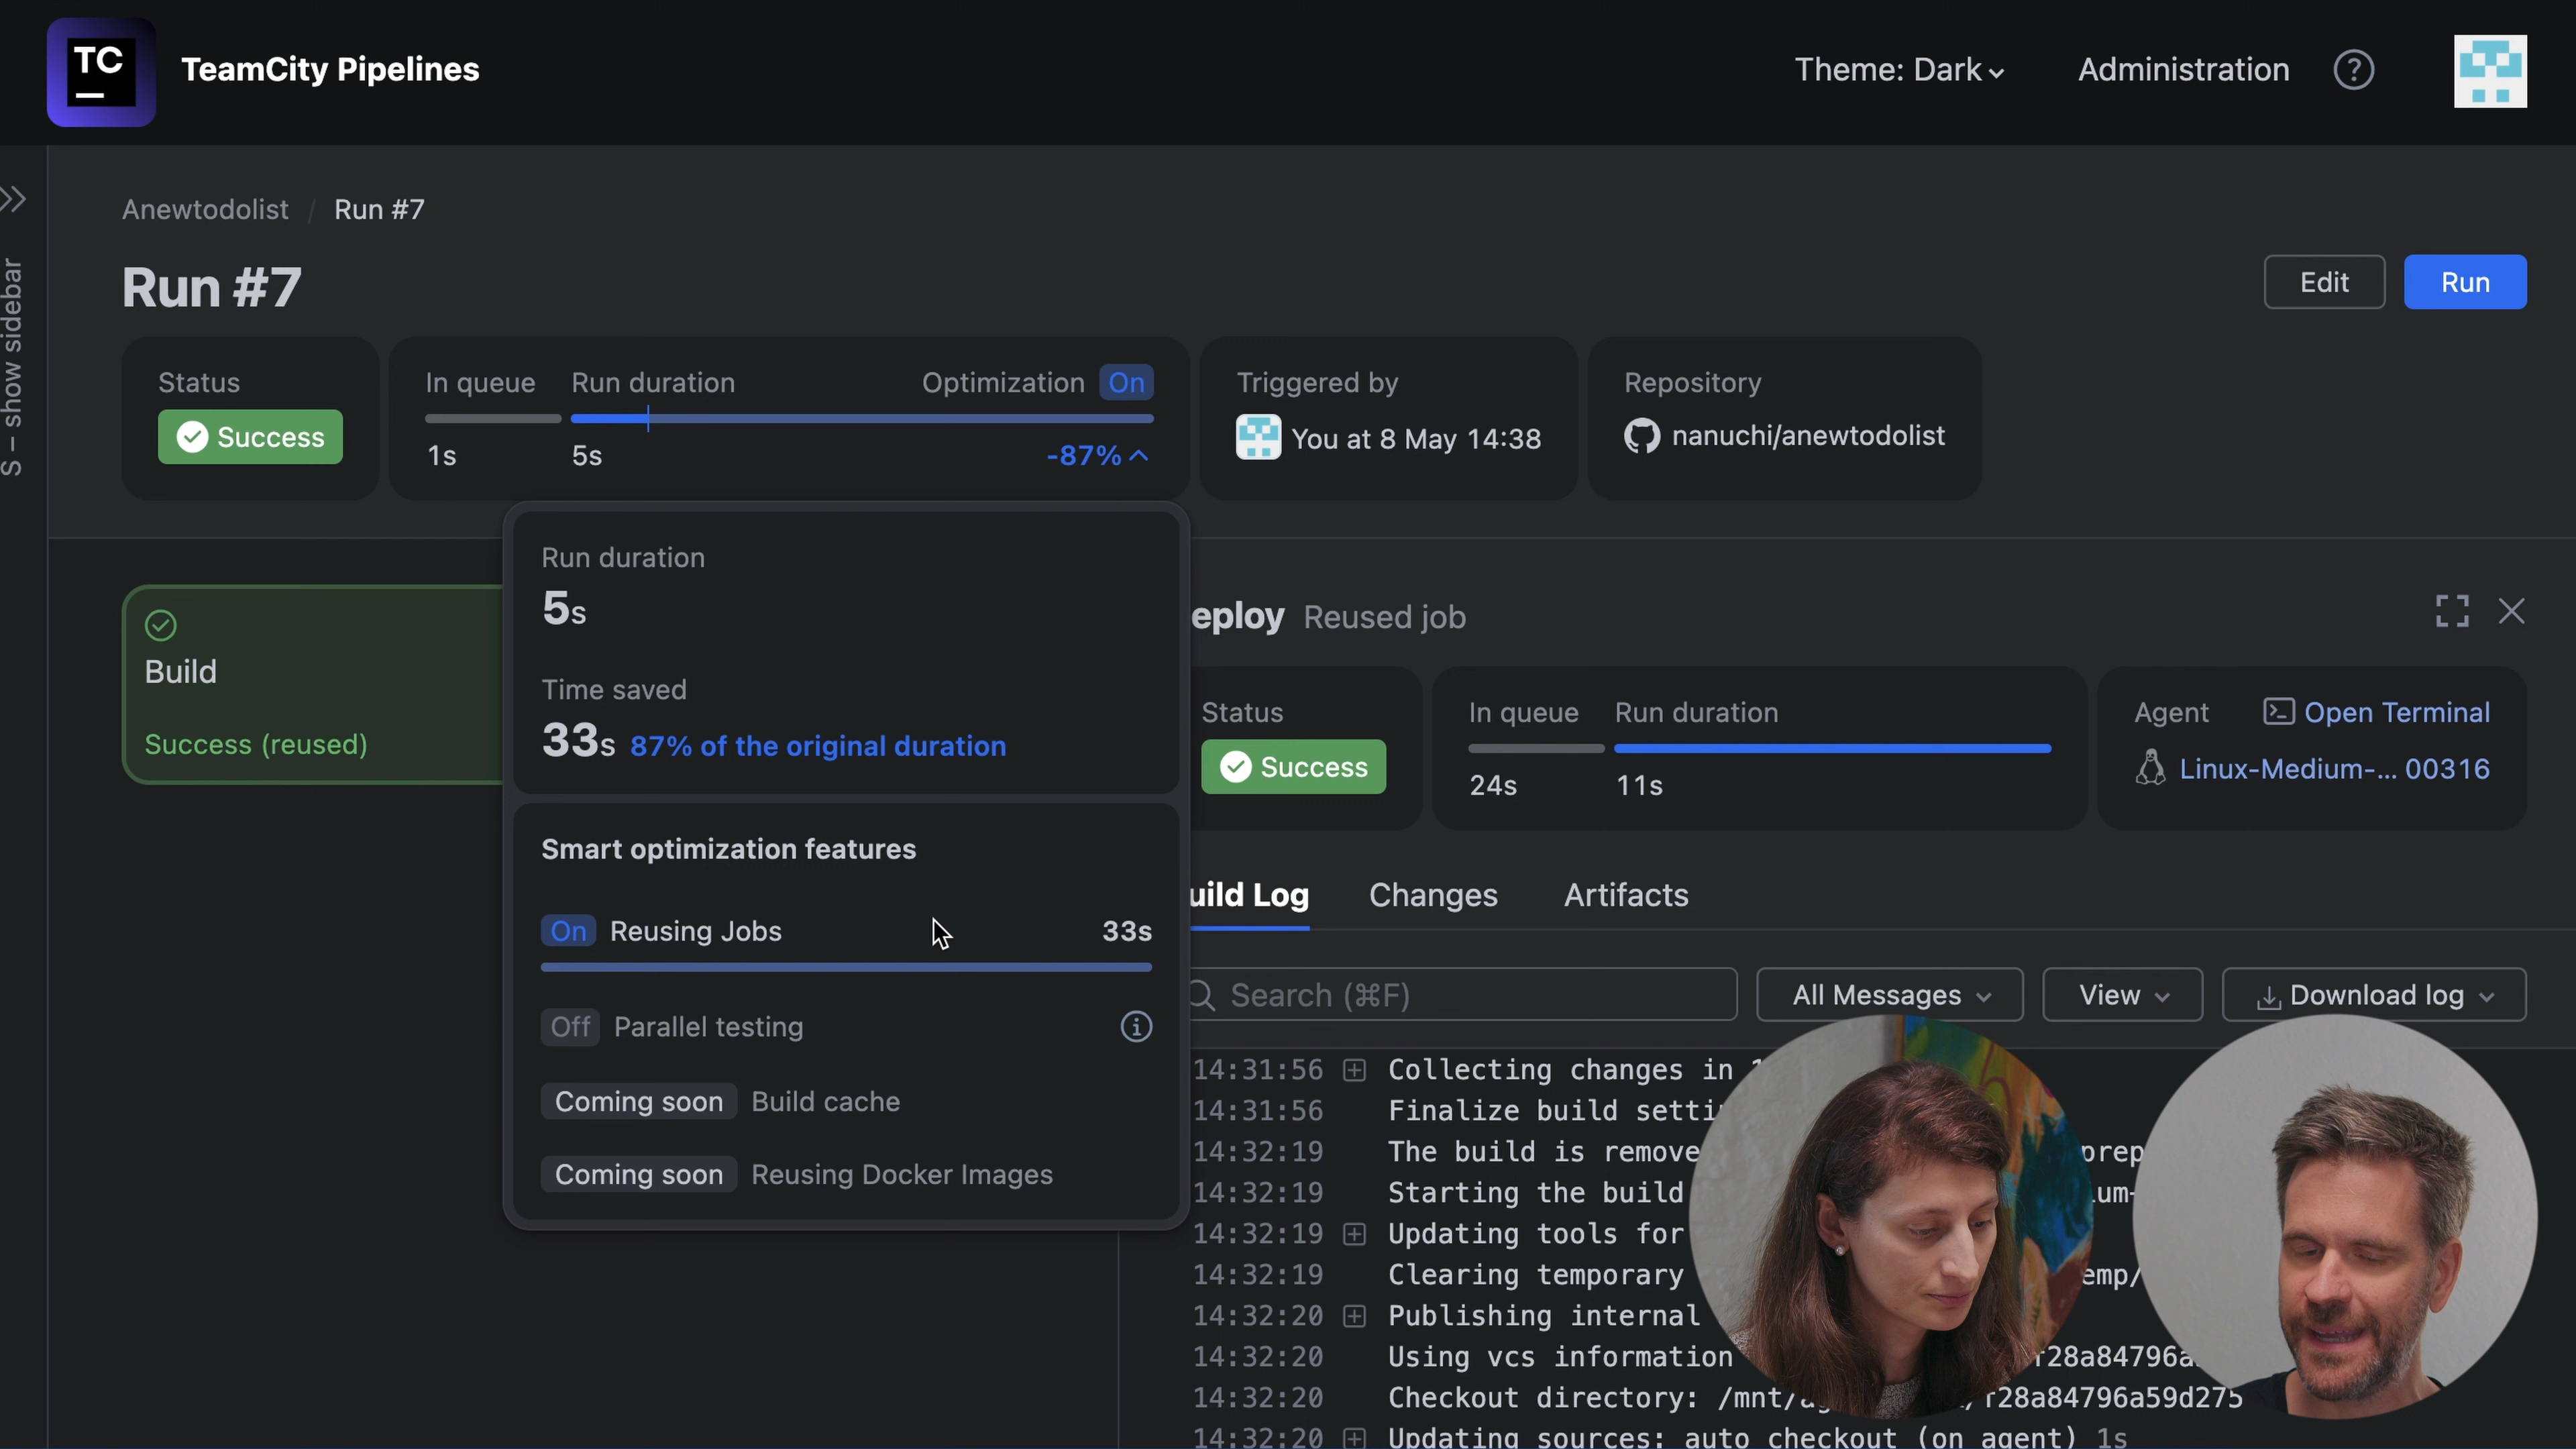 TC
TeamCity Pipelines
Theme: Dark
Administration
?
S – show sidebar
Anewtodolist / Run #7
Run #7
Edit
Run
Status
Success
In queue
Run duration
Optimization
On
1s
5s
-87%
Triggered by
You at 8 May 14:38
Repository
nanuchi/anewtodolist
Build
Success (reused)
Run duration
5s
Time saved
33s 87% of the original duration
Smart optimization features
On Reusing Jobs 33s
Off Parallel testing
Coming soon Build cache
Coming soon Reusing Docker Images
eploy Reused job
Status
Success
In queue
Run duration
24s
11s
Agent
Open Terminal
Linux-Medium-... 00316
uild Log
Changes
Artifacts
Search (⌘F)
All Messages
View
Download log
14:31:56 Collecting changes in
14:31:56 Finalize build setti
14:32:19 The build is remove prep
14:32:19 Starting the build um-
14:32:19 Updating tools for
14:32:19 Clearing temporary emp/
14:32:20 Publishing internal
14:32:20 Using vcs information f28a84796a
14:32:20 Checkout directory: /mnt/ag /f28a84796a59d275
14:32:20 Updating sources: auto checkout (on agent) 1s